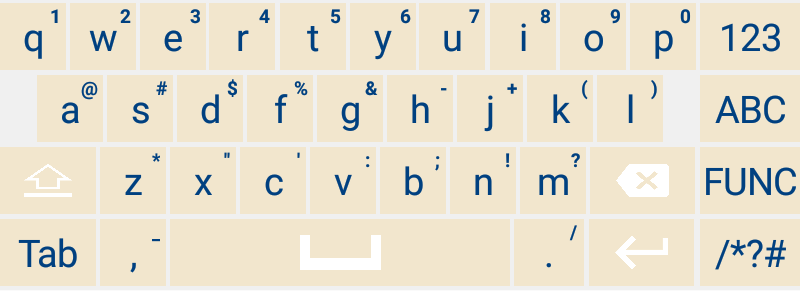 q 1 w 2 e 3 r 4 t 5 y 6 u 7 i 8 o 9 p 0 123
a @ s # d $ f % g & h - j + k ( l ) ABC
z * x " c ' v : b ; n ! m ? FUNC
Tab , _ . / /*?#